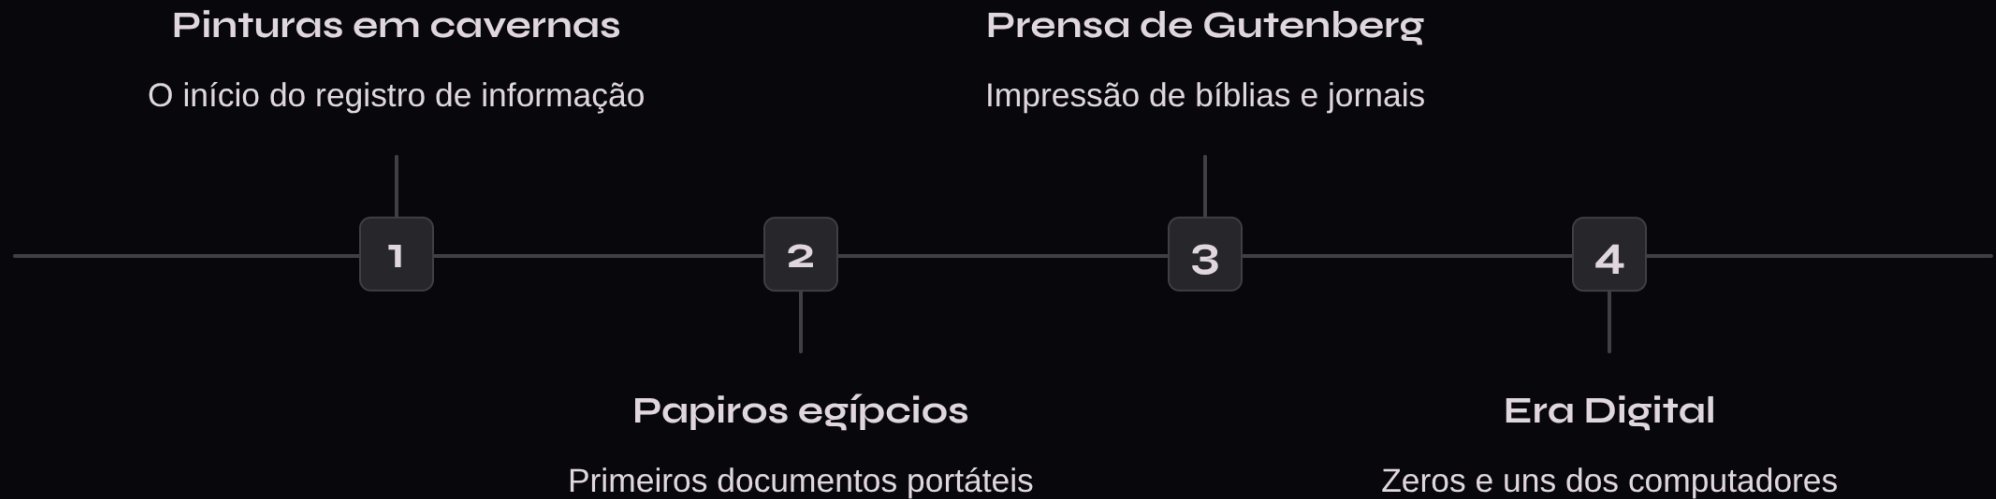 Pinturas em cavernas
O início do registro de informação
Prensa de Gutenberg
Impressão de bíblias e jornais
1
2
3
4
Papiros egípcios
Primeiros documentos portáteis
Era Digital
Zeros e uns dos computadores